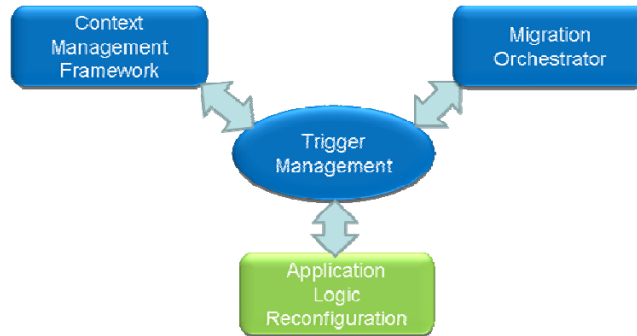 Context
Management
Framework
Migration
Orchestrator
Trigger
Management
Application
Logic
Reconfiguration